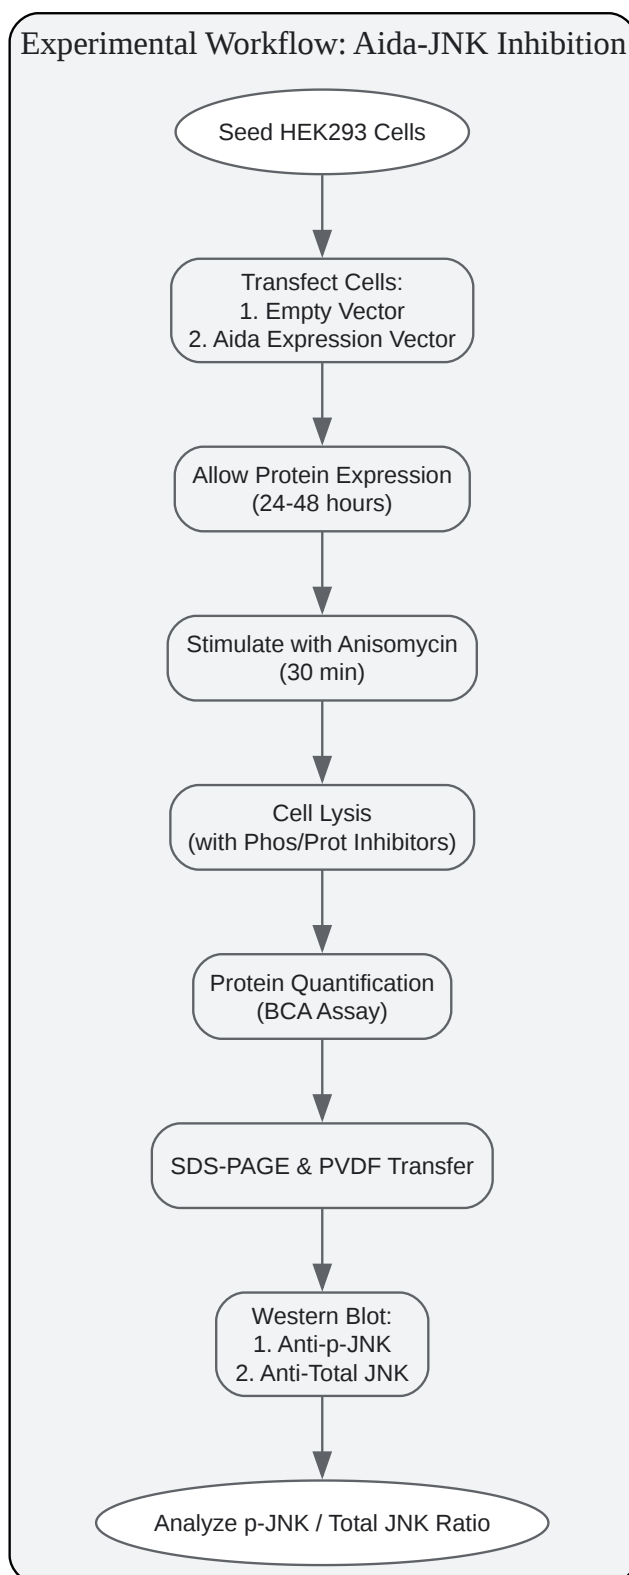 Experimental Workflow: Aida-JNK Inhibition
Seed HEK293 Cells
Transfect Cells:
1. Empty Vector
2. Aida Expression Vector
Allow Protein Expression
(24-48 hours)
Stimulate with Anisomycin
(30 min)
Cell Lysis
(with Phos/Prot Inhibitors)
Protein Quantification
(BCA Assay)
SDS-PAGE & PVDF Transfer
Western Blot:
1. Anti-p-JNK
2. Anti-Total JNK
Analyze p-JNK / Total JNK Ratio